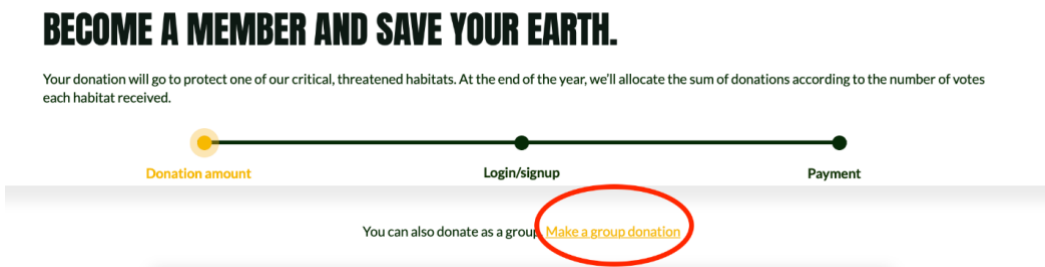 BECOME A MEMBER AND SAVE YOUR EARTH.
Your donation will go to protect one of our critical, threatened habitats. At the end of the year, we'll allocate the sum of donations according to the number of votes
each habitat received.
Donation amount Login/signup Payment
You can also donate as a group Make a group donation